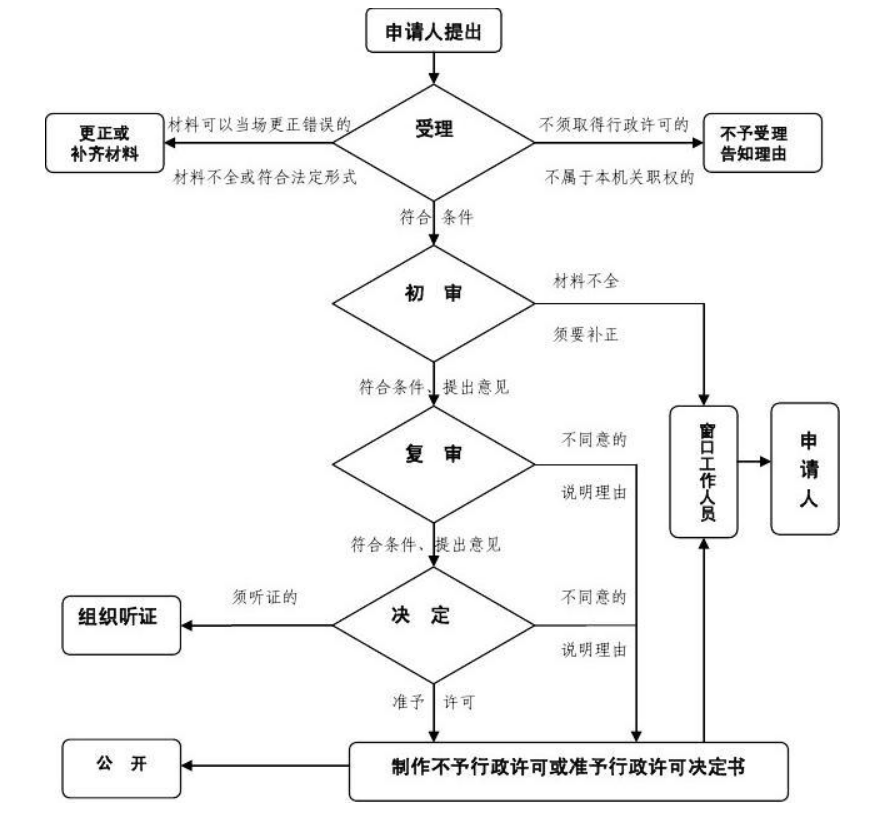 申请人提出
材料可以当场更正错误的
不须取得行政许可的
更正或
补齐材料
受理
不予受理
告知理由
材料不全或符合法定形式
不属于本机关职权的
符合 条件
材料不全
初 审
须要补正
符合条件、提出意见
不同意的
复 审
说明理由
窗口工作人员
申请人
符合条件、提出意见
须听证的
不同意的
组织听证
决 定
说明理由
准予 许可
公 开
制作不予行政许可或准予行政许可决定书